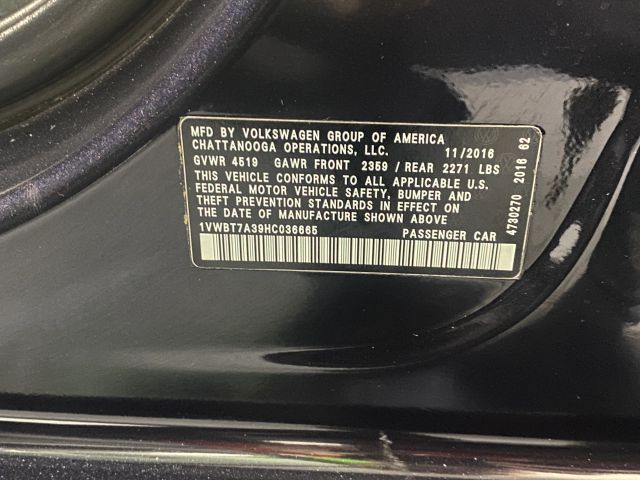 MFD BY VOLKSWAGEN GROUP OF AMERICA
CHATTANOOGA OPERATIONS, LLC. 11/2016
GVWR 4519 GAWR FRONT 2359 / REAR 2271 LBS
THIS VEHICLE CONFORMS TO ALL APPLICABLE U.S.
FEDERAL MOTOR VEHICLE SAFETY, BUMPER AND
THEFT PREVENTION STANDARDS IN EFFECT ON
THE DATE OF MANUFACTURE SHOWN ABOVE
1VWBT7A39HC036665 PASSENGER CAR
4730270 2016 62